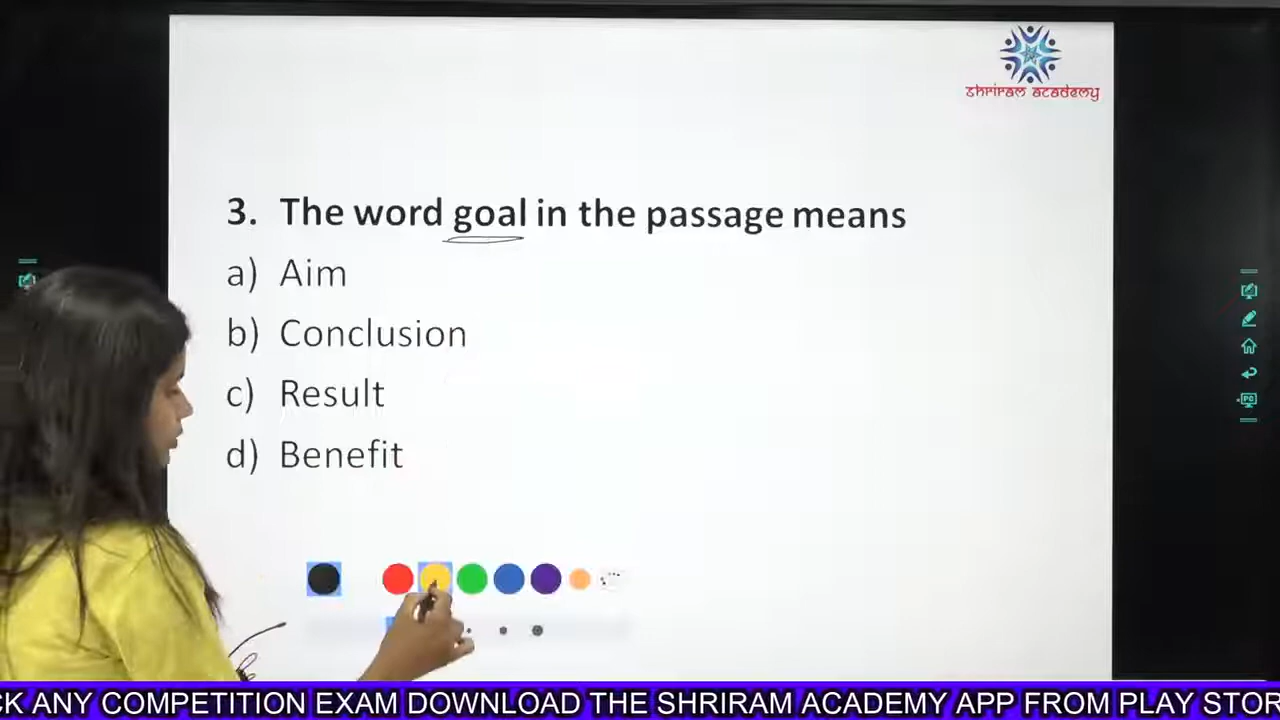 SHRIRAM ACADEMY
3. The word goal in the passage means
a) Aim
b) Conclusion
c) Result
d) Benefit
PC
CK ANY COMPETITION EXAM DOWNLOAD THE SHRIRAM ACADEMY APP FROM PLAY STOR